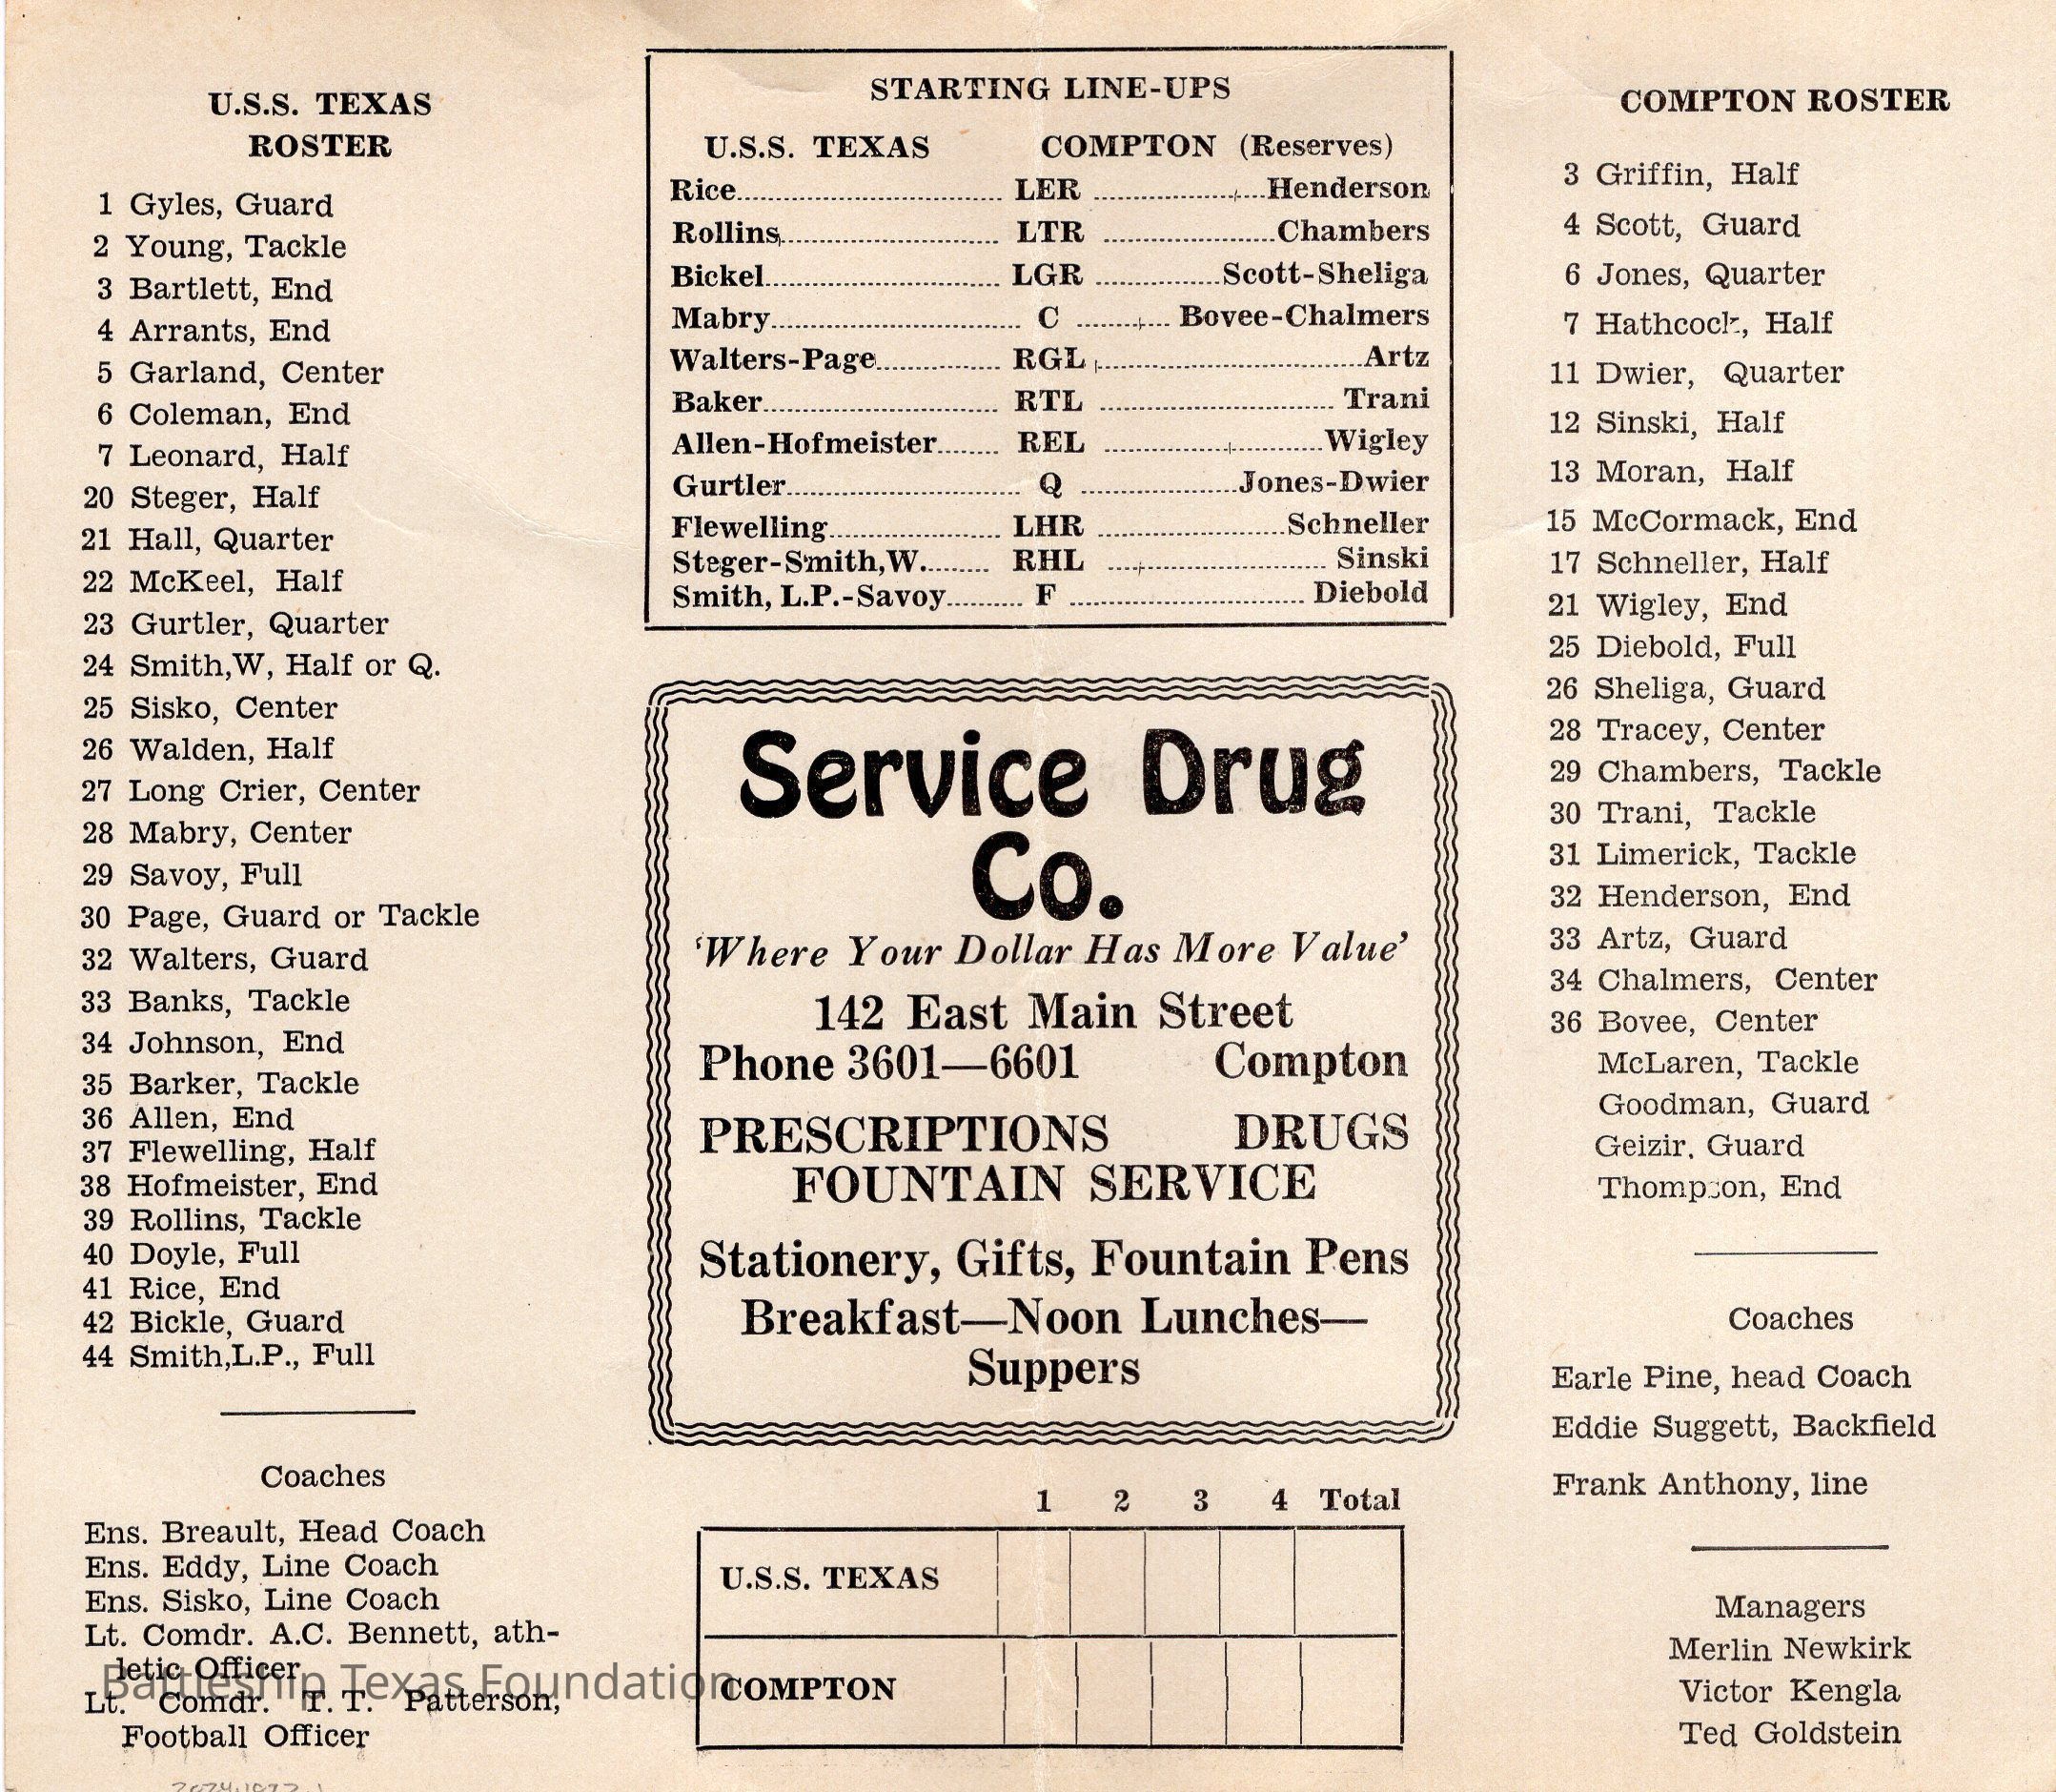 U.S.S. TEXAS
ROSTER
1 Gyles, Guard
2 Young, Tackle
3 Bartlett, End
4 Arrants, End
5 Garland, Center
6 Coleman, End
7 Leonard, Half
20 Steger, Half
21 Hall, Quarter
22 McKeel, Half
23 Gurtler, Quarter
24 Smith,W, Half or Q.
25 Sisko, Center
26 Walden, Half
27 Long Crier, Center
28 Mabry, Center
29 Savoy, Full
30 Page, Guard or Tackle
32 Walters, Guard
33 Banks, Tackle
34 Johnson, End
35 Barker, Tackle
36 Allen, End
37 Flewelling, Half
38 Hofmeister, End
39 Rollins, Tackle
40 Doyle, Full
41 Rice, End
42 Bickle, Guard
44 Smith,L.P., Full
Coaches
Ens. Breault, Head Coach
Ens. Eddy, Line Coach
Ens. Sisko, Line Coach
Lt. Comdr. A.C. Bennett, ath-
letic Officer
Lt. Comdr. T. T. Patterson,
Football Officer
Battleship Texas Foundation
STARTING LINE-UPS
U.S.S. TEXAS COMPTON (Reserves)
Rice LER Henderson
Rollins LTR Chambers
Bickel LGR Scott-Sheliga
Mabry C Bovee-Chalmers
Walters-Page RGL Artz
Baker RTL Trani
Allen-Hofmeister REL Wigley
Gurtler Q Jones-Dwier
Flewelling LHR Schneller
Steger-Smith,W. RHL Sinski
Smith, L.P.-Savoy F Diebold
Service Drug
Co.
'Where Your Dollar Has More Value'
142 East Main Street
Phone 3601—6601 Compton
PRESCRIPTIONS DRUGS
FOUNTAIN SERVICE
Stationery, Gifts, Fountain Pens
Breakfast—Noon Lunches—
Suppers
1 2 3 4 Total
U.S.S. TEXAS
COMPTON
COMPTON ROSTER
3 Griffin, Half
4 Scott, Guard
6 Jones, Quarter
7 Hathcock, Half
11 Dwier, Quarter
12 Sinski, Half
13 Moran, Half
15 McCormack, End
17 Schneller, Half
21 Wigley, End
25 Diebold, Full
26 Sheliga, Guard
28 Tracey, Center
29 Chambers, Tackle
30 Trani, Tackle
31 Limerick, Tackle
32 Henderson, End
33 Artz, Guard
34 Chalmers, Center
36 Bovee, Center
McLaren, Tackle
Goodman, Guard
Geizir. Guard
Thompson, End
Coaches
Earle Pine, head Coach
Eddie Suggett, Backfield
Frank Anthony, line
Managers
Merlin Newkirk
Victor Kengla
Ted Goldstein